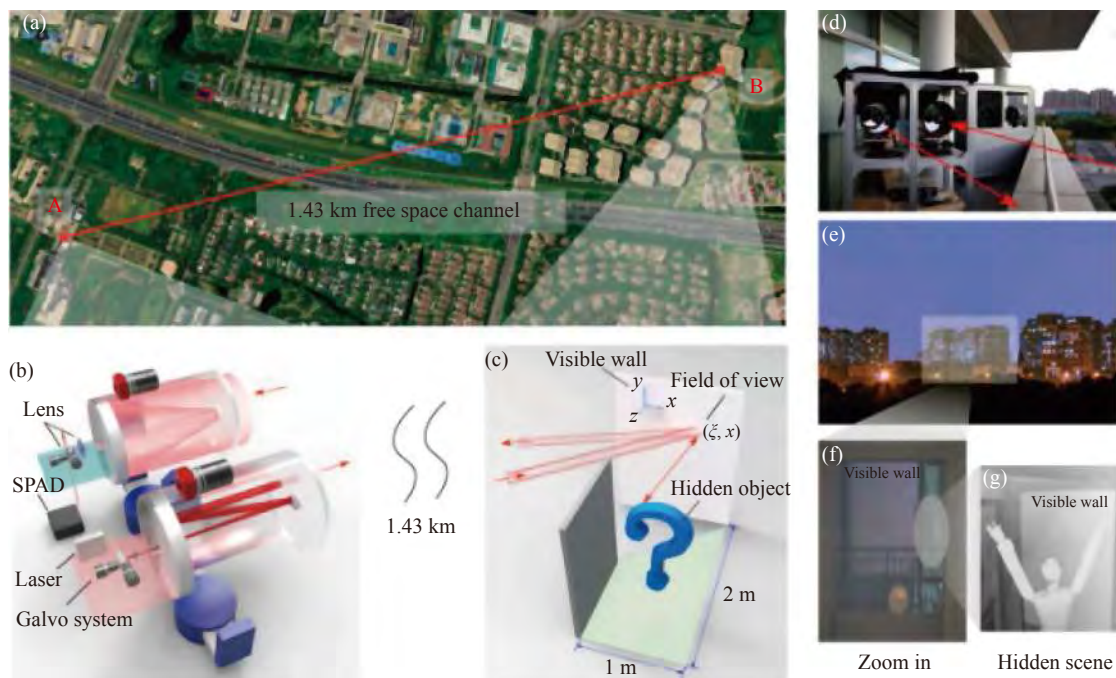 (a)
B
A
1.43 km free space channel
(b)
Lens
SPAD
Laser
Galvo system
1.43 km
(c)
Visible wall
y
x
z
Field of view
(ξ, x)
Hidden object
2 m
1 m
(d)
(e)
(f)
Visible wall
Zoom in
(g)
Visible wall
Hidden scene